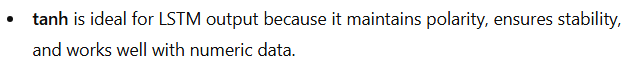 • tanh is ideal for LSTM output because it maintains polarity, ensures stability,
and works well with numeric data.